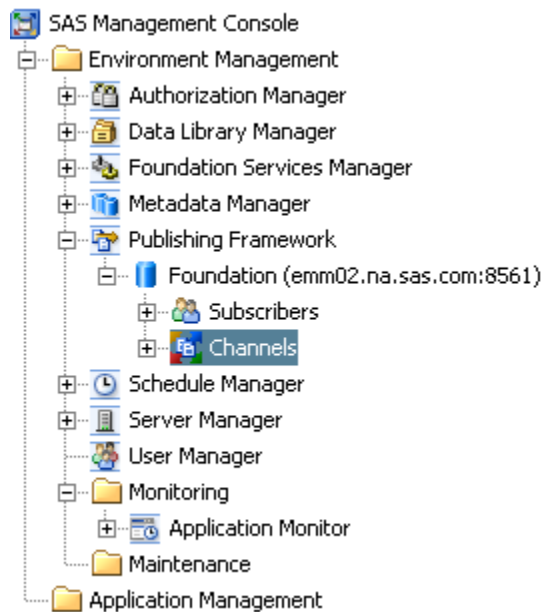 SAS Management Console
Environment Management
Authorization Manager
Data Library Manager
Foundation Services Manager
Metadata Manager
Publishing Framework
Foundation (emm02.na.sas.com:8561)
Subscribers
Channels
Schedule Manager
Server Manager
User Manager
Monitoring
Application Monitor
Maintenance
Application Management